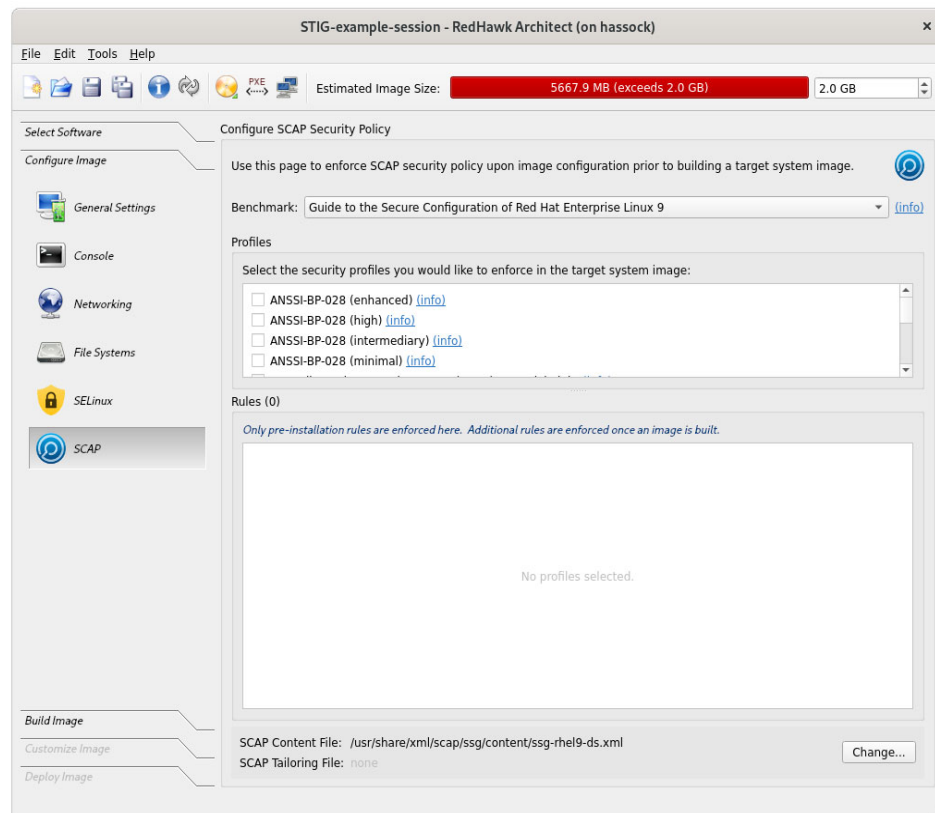 STIG-example-session - RedHawk Architect (on hassock)
File Edit Tools Help
PXE
Estimated Image Size:
5667.9 MB (exceeds 2.0 GB)
2.0 GB
Select Software
Configure Image
General Settings
Console
Networking
File Systems
SELinux
SCAP
Build Image
Customize Image
Deploy Image
Configure SCAP Security Policy
Use this page to enforce SCAP security policy upon image configuration prior to building a target system image.
Benchmark: Guide to the Secure Configuration of Red Hat Enterprise Linux 9 (info)
Profiles
Select the security profiles you would like to enforce in the target system image:
ANSSI-BP-028 (enhanced) (info)
ANSSI-BP-028 (high) (info)
ANSSI-BP-028 (intermediary) (info)
ANSSI-BP-028 (minimal) (info)
Rules (0)
Only pre-installation rules are enforced here. Additional rules are enforced once an image is built.
No profiles selected.
SCAP Content File: /usr/share/xml/scap/ssg/content/ssg-rhel9-ds.xml
SCAP Tailoring File: none
Change...